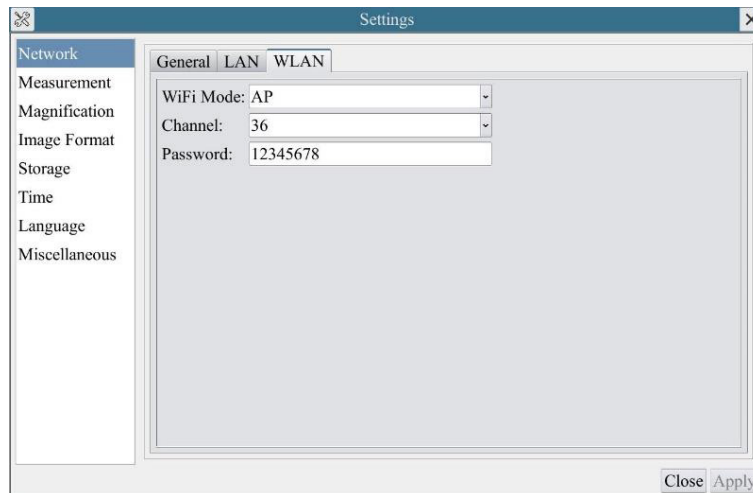 Settings
Network
Measurement
Magnification
Image Format
Storage
Time
Language
Miscellaneous
General LAN WLAN
WiFi Mode: AP
Channel: 36
Password: 12345678
Close Apply